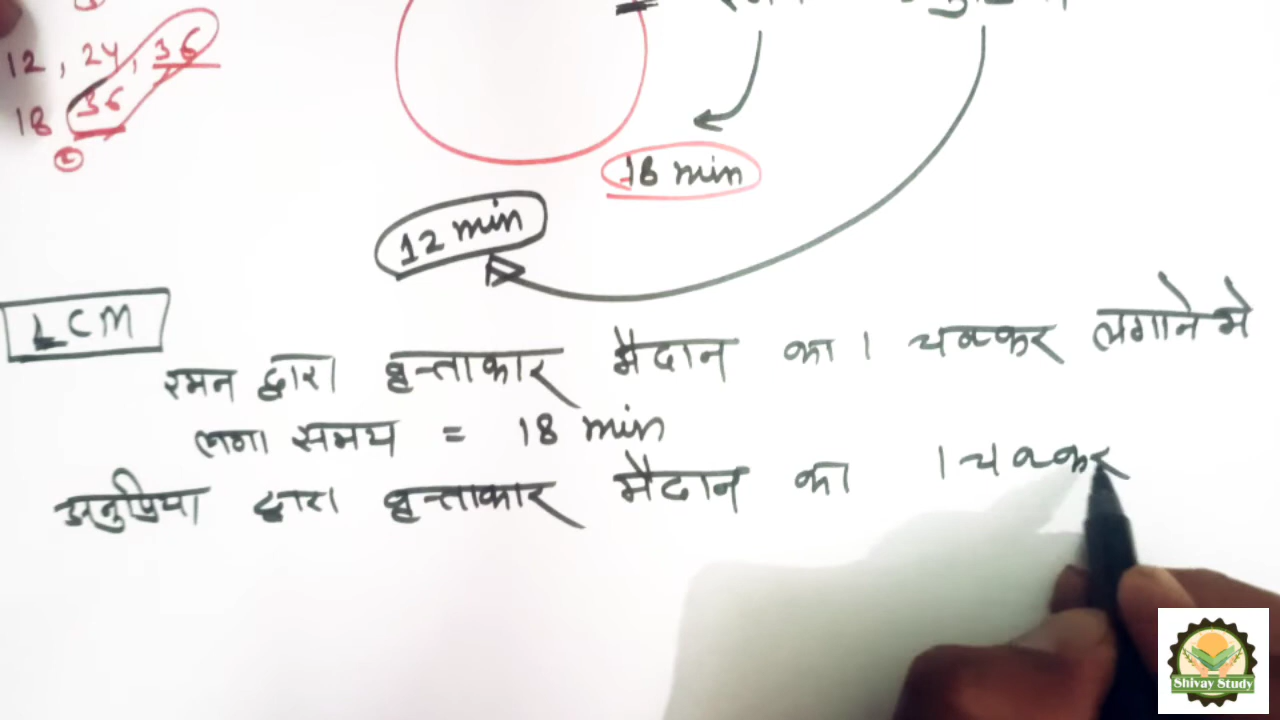 12, 24, 36
18 36
18 min
12 min
LCM
रमन द्वारा वृत्ताकार मैदान का 1 चक्कर लगाने मे
लगा समय = 18 min
अनुप्रिया द्वारा वृत्ताकार मैदान का 1 चक्कर
Shivay Study